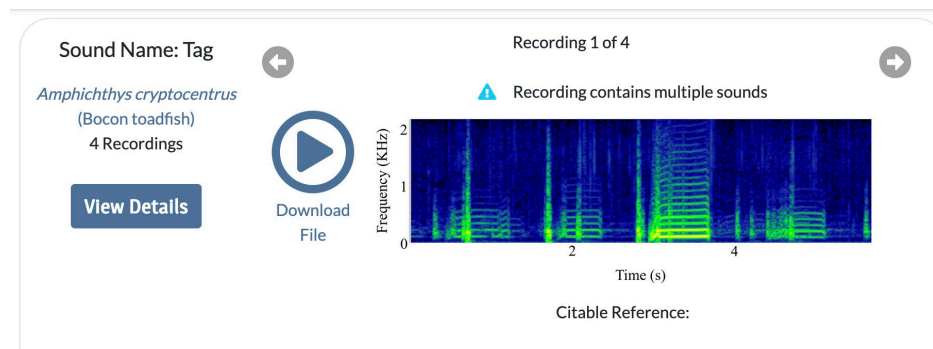 Sound Name: Tag
Amphichthys cryptocentrus
(Bocon toadfish)
4 Recordings
View Details
Download
File
Recording 1 of 4
Recording contains multiple sounds
Frequency (KHz)
2
1
0
2 4
Time (s)
Citable Reference: